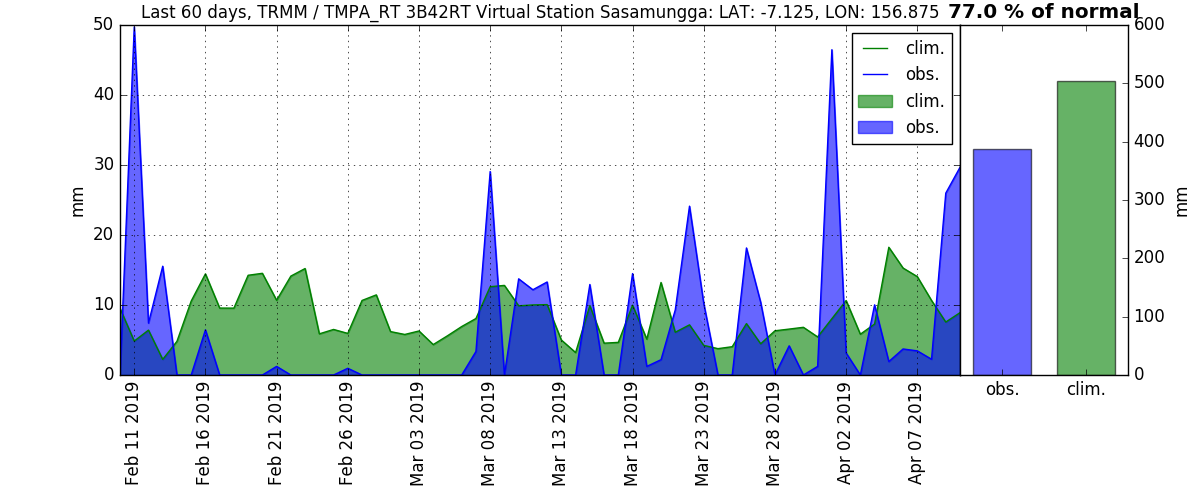 Last 60 days, TRMM / TMPA_RT 3B42RT Virtual Station Sasamungga: LAT: -7.125, LON: 156.875 77.0 % of normal
50
40
30
20
10
0
mm
clim.
obs.
clim.
obs.
600
500
400
300
200
100
0
mm
obs.
clim.
Feb 11 2019
Feb 16 2019
Feb 21 2019
Feb 26 2019
Mar 03 2019
Mar 08 2019
Mar 13 2019
Mar 18 2019
Mar 23 2019
Mar 28 2019
Apr 02 2019
Apr 07 2019